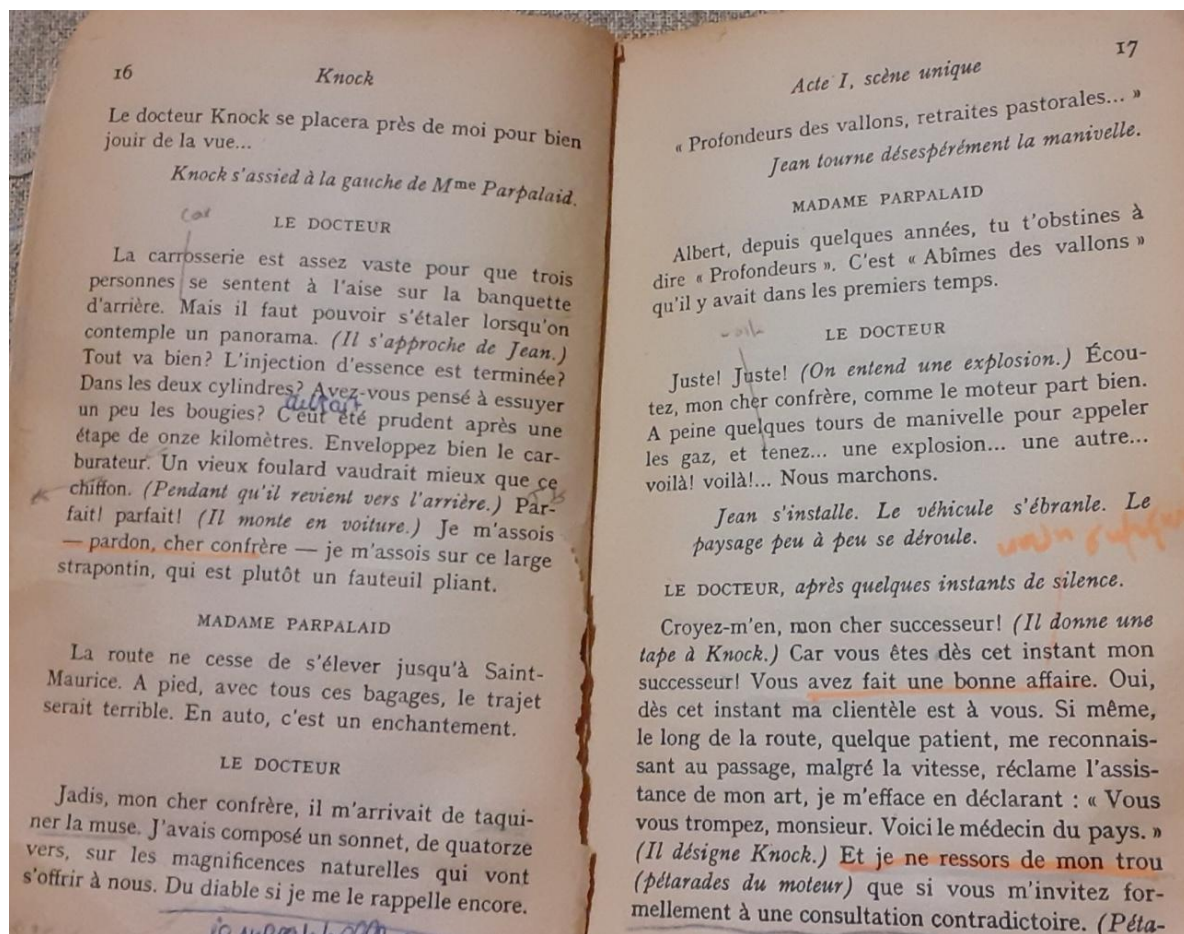 16
Knock
Le docteur Knock se placera près de moi pour bien
jouir de la vue...
Knock s'assied à la gauche de Mme Parpalaid.
car
LE DOCTEUR
La carrosserie est assez vaste pour que trois
personnes se sentent à l'aise sur la banquette
d'arrière. Mais il faut pouvoir s'étaler lorsqu'on
contemple un panorama. (Il s'approche de Jean.)
Tout va bien? L'injection d'essence est terminée?
Dans les deux cylindres? Avez-vous pensé à essuyer
un peu les bougies? C'eût été prudent après une
étape de onze kilomètres. Enveloppez bien le car-
burateur. Un vieux foulard vaudrait mieux que ce
chiffon. (Pendant qu'il revient vers l'arrière.) Par-
fait! parfait! (Il monte en voiture.) Je m'assois
— pardon, cher confrère — je m'assois sur ce large
strapontin, qui est plutôt un fauteuil pliant.
MADAME PARPALAID
La route ne cesse de s'élever jusqu'à Saint-
Maurice. A pied, avec tous ces bagages, le trajet
serait terrible. En auto, c'est un enchantement.
LE DOCTEUR
Jadis, mon cher confrère, il m'arrivait de taqui-
ner la muse. J'avais composé un sonnet, de quatorze
vers, sur les magnificences naturelles qui vont
s'offrir à nous. Du diable si je me le rappelle encore.
17
Acte I, scène unique
« Profondeurs des vallons, retraites pastorales... »
Jean tourne désespérément la manivelle.
MADAME PARPALAID
Albert, depuis quelques années, tu t'obstines à
dire « Profondeurs ». C'est « Abîmes des vallons »
qu'il y avait dans les premiers temps.
LE DOCTEUR
Juste! Juste! (On entend une explosion.) Écou-
tez, mon cher confrère, comme le moteur part bien.
A peine quelques tours de manivelle pour appeler
les gaz, et tenez... une explosion... une autre...
voilà! voilà!... Nous marchons.
Jean s'installe. Le véhicule s'ébranle. Le
paysage peu à peu se déroule.
LE DOCTEUR, après quelques instants de silence.
Croyez-m'en, mon cher successeur! (Il donne une
tape à Knock.) Car vous êtes dès cet instant mon
successeur! Vous avez fait une bonne affaire. Oui,
dès cet instant ma clientèle est à vous. Si même,
le long de la route, quelque patient, me reconnais-
sant au passage, malgré la vitesse, réclame l'assis-
tance de mon art, je m'efface en déclarant : « Vous
vous trompez, monsieur. Voici le médecin du pays. »
(Il désigne Knock.) Et je ne ressors de mon trou
(pétarades du moteur) que si vous m'invitez for-
mellement à une consultation contradictoire. (Péta-